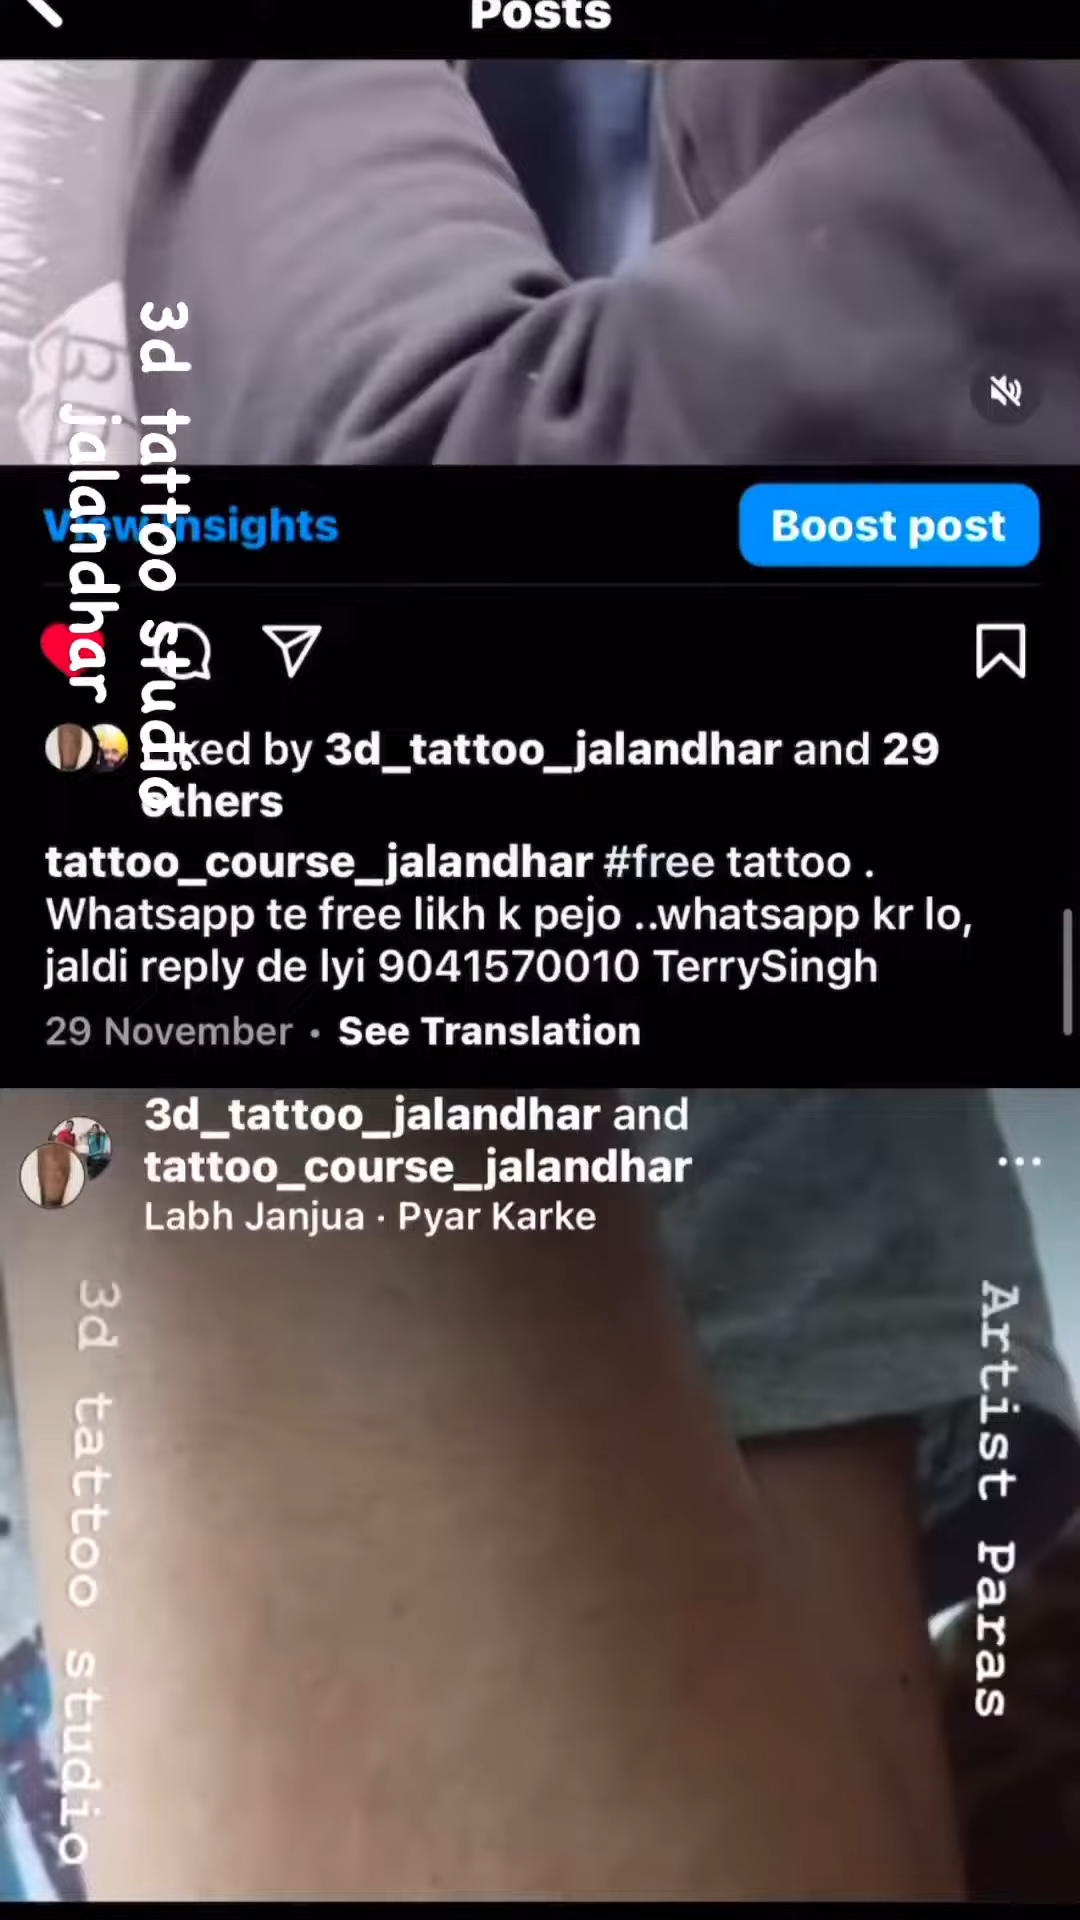 Posts
3d tattoo studio
jalandhar
View Insights
Boost post
Liked by 3d_tattoo_jalandhar and 29
others
tattoo_course_jalandhar #free tattoo .
Whatsapp te free likh k pejo ..whatsapp kr lo,
jaldi reply de lyi 9041570010 TerrySingh
29 November • See Translation
3d_tattoo_jalandhar and
tattoo_course_jalandhar
Labh Janjua · Pyar Karke
3d tattoo studio
Artist Paras